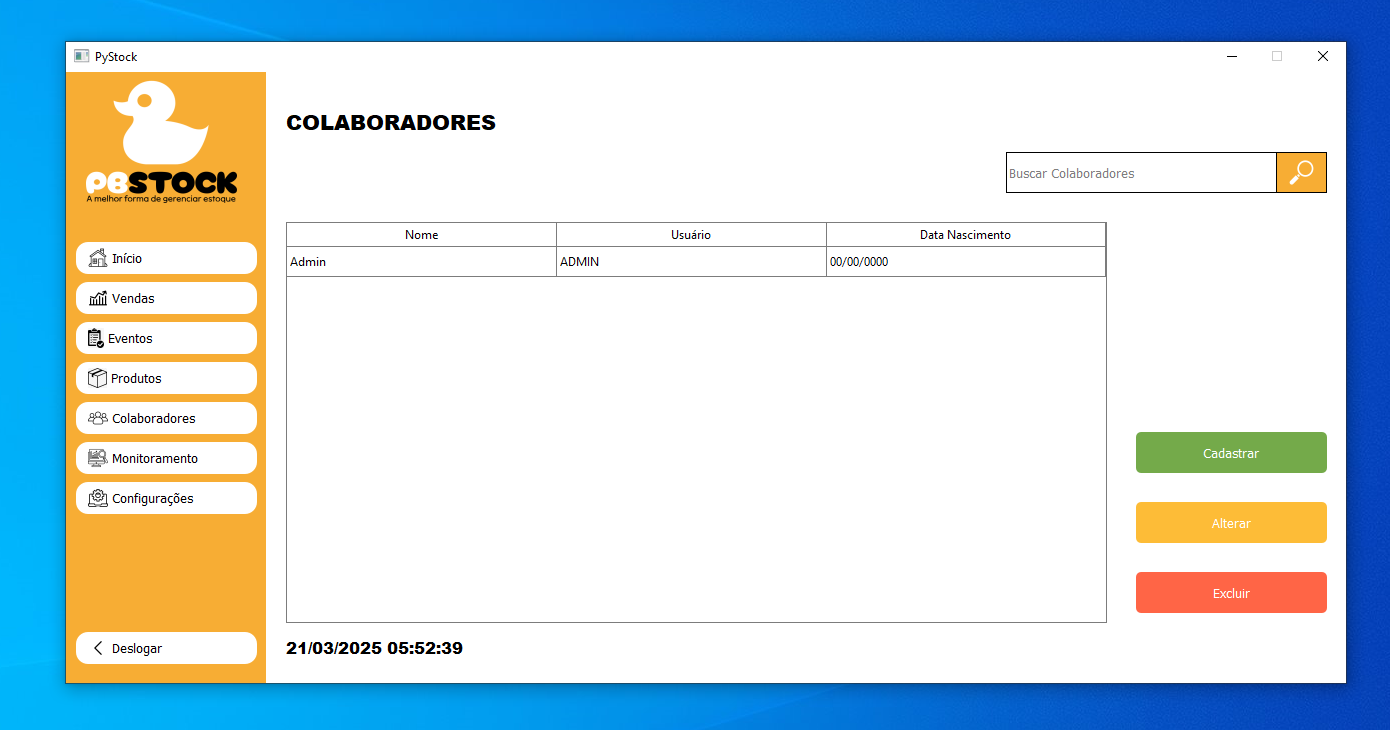 PyStock
PBSTOCK
A melhor forma de gerenciar estoque
Início
Vendas
Eventos
Produtos
Colaboradores
Monitoramento
Configurações
Deslogar
COLABORADORES
Buscar Colaboradores
Nome Usuário Data Nascimento
Admin ADMIN 00/00/0000
Cadastrar
Alterar
Excluir
21/03/2025 05:52:39